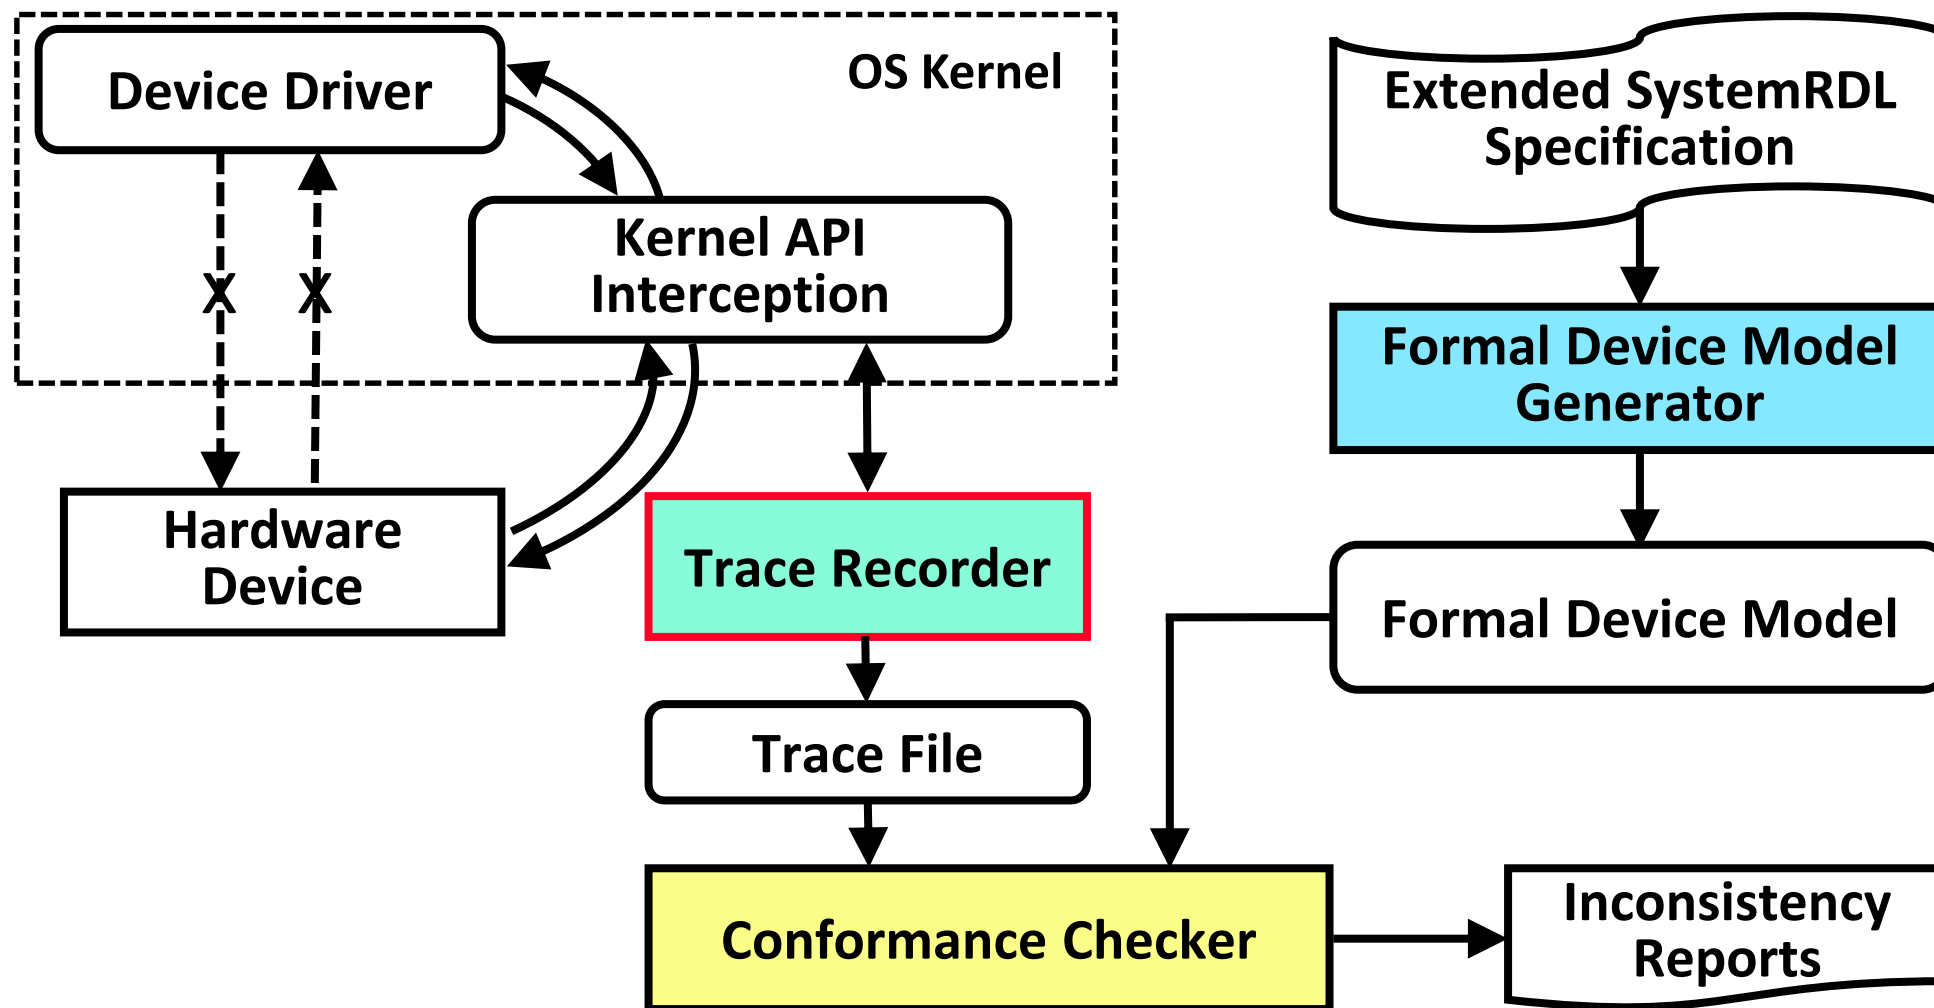 Device Driver
OS Kernel
Kernel API
Interception
X
X
Hardware
Device
Trace Recorder
Trace File
Conformance Checker
Extended SystemRDL
Specification
Formal Device Model
Generator
Formal Device Model
Inconsistency
Reports